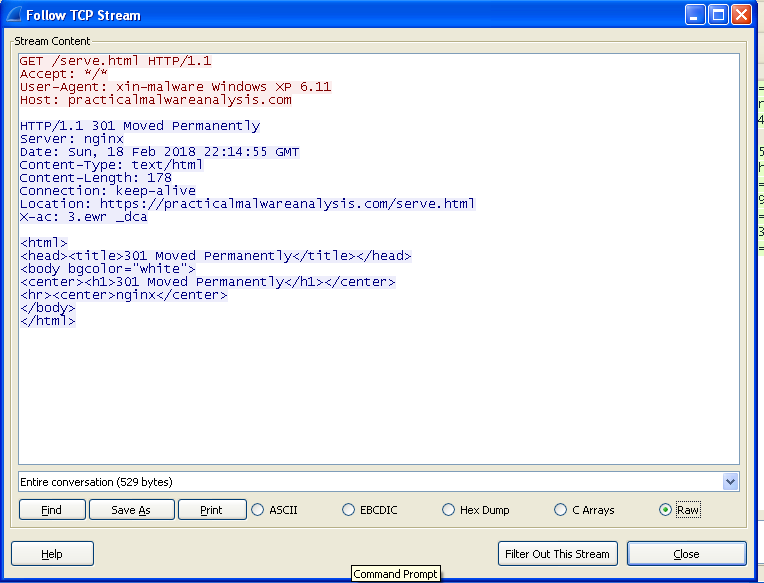 Follow TCP Stream
Stream Content
GET /serve.html HTTP/1.1
Accept: */*
User-Agent: xin-malware Windows XP 6.11
Host: practicalmalwareanalysis.com
HTTP/1.1 301 Moved Permanently
Server: nginx
Date: Sun, 18 Feb 2018 22:14:55 GMT
Content-Type: text/html
Content-Length: 178
Connection: keep-alive
Location: https://practicalmalwareanalysis.com/serve.html
X-ac: 3.ewr _dca
<html>
<head><title>301 Moved Permanently</title></head>
<body bgcolor="white">
<center><h1>301 Moved Permanently</h1></center>
<hr><center>nginx</center>
</body>
</html>
Entire conversation (529 bytes)
Find Save As Print ASCII EBCDIC Hex Dump C Arrays Raw
Help Filter Out This Stream Close
Command Prompt